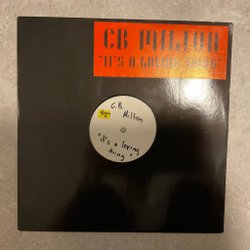 CB MILTON
"IT'S A LOVING THING"
C.B.
Milton
"it's a loving
thing"